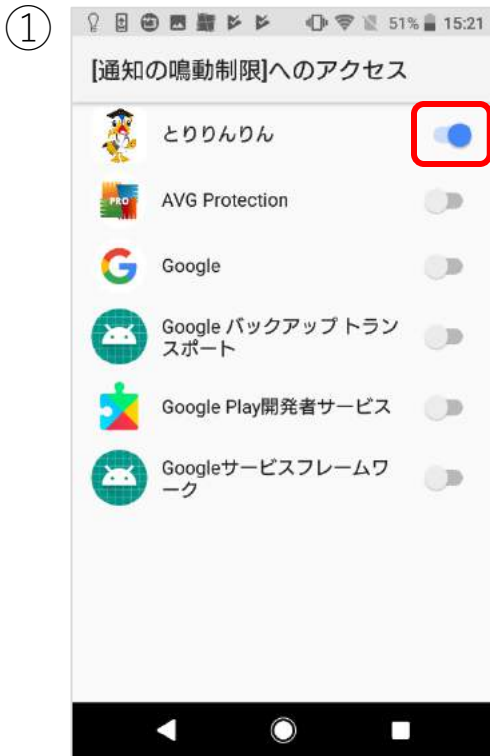 ①
51% 15:21
[通知の鳴動制限]へのアクセス
とりりんりん
PRO
AVG Protection
Google
Google バックアップ トラン
スポート
Google Play開発者サービス
Googleサービスフレームワ
ーク